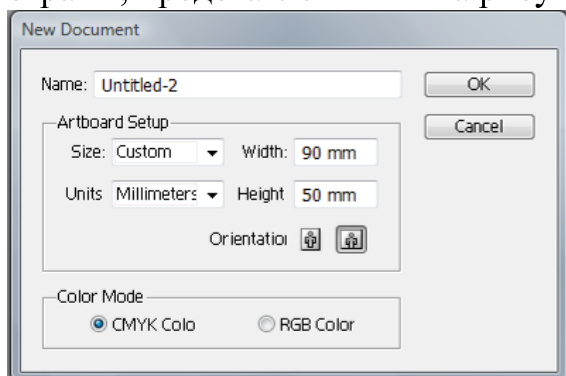 New Document
Name: Untitled-2
OK
Artboard Setup
Cancel
Size: Custom Width: 90 mm
Units Millimeters Height 50 mm
Orientatioı
Color Mode
CMYK Colo RGB Color